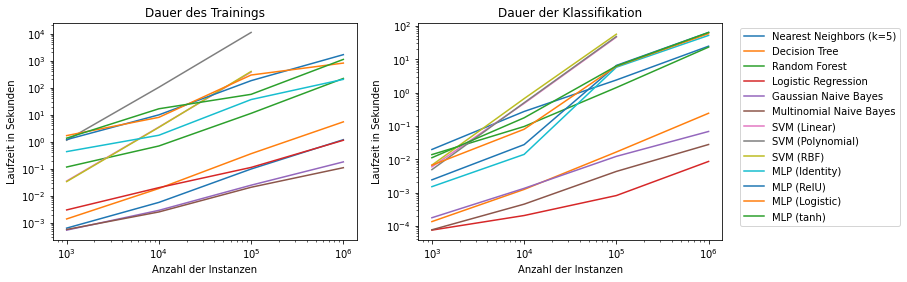 Dauer des Trainings
Laufzeit in Sekunden
10⁴
10³
10²
10¹
10⁰
10⁻¹
10⁻²
10⁻³
10³ 10⁴ 10⁵ 10⁶
Anzahl der Instanzen
Dauer der Klassifikation
Laufzeit in Sekunden
10²
10¹
10⁰
10⁻¹
10⁻²
10⁻³
10⁻⁴
10³ 10⁴ 10⁵ 10⁶
Anzahl der Instanzen
Nearest Neighbors (k=5)
Decision Tree
Random Forest
Logistic Regression
Gaussian Naive Bayes
Multinomial Naive Bayes
SVM (Linear)
SVM (Polynomial)
SVM (RBF)
MLP (Identity)
MLP (RelU)
MLP (Logistic)
MLP (tanh)